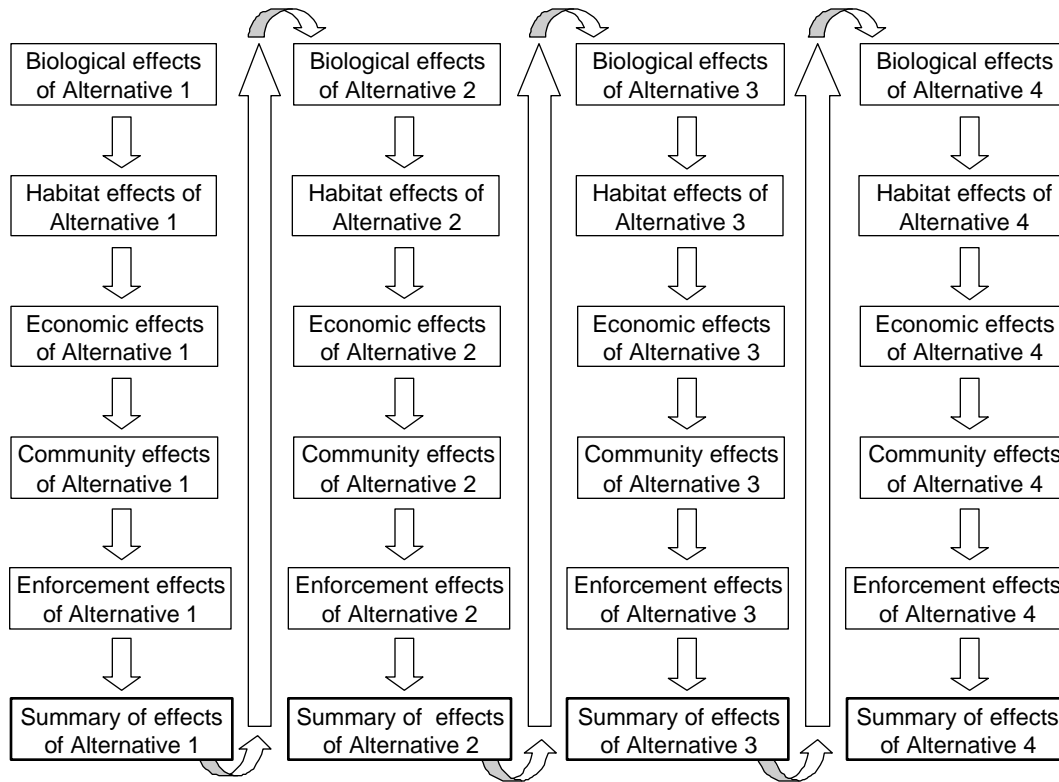 Biological effects
of Alternative 1
Habitat effects of
Alternative 1
Economic effects
of Alternative 1
Community effects
of Alternative 1
Enforcement effects
of Alternative 1
Summary of effects
of Alternative 1
Biological effects
of Alternative 2
Habitat effects of
Alternative 2
Economic effects
of Alternative 2
Community effects
of Alternative 2
Enforcement effects
of Alternative 2
Summary of  effects
of Alternative 2
Biological effects
of Alternative 3
Habitat effects of
Alternative 3
Economic effects
of Alternative 3
Community effects
of Alternative 3
Enforcement effects
of Alternative 3
Summary of effects
of Alternative 3
Biological effects
of Alternative 4
Habitat effects of
Alternative 4
Economic effects
of Alternative 4
Community effects
of Alternative 4
Enforcement effects
of Alternative 4
Summary of effects
of Alternative 4